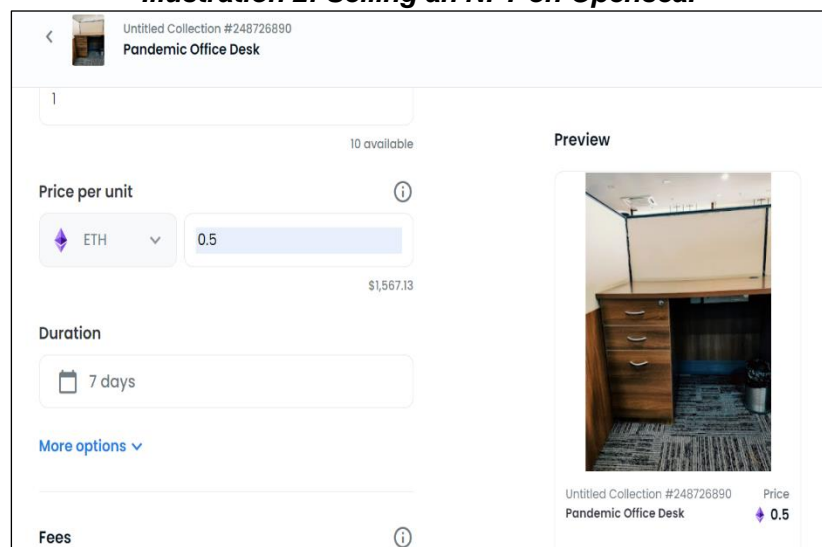 Illustration 2: Selling an NFT on Opensea.
Untitled Collection #248726890
Pandemic Office Desk
1
10 available
Price per unit
ETH
0.5
$1,567.13
Duration
7 days
More options
Fees
Preview
Untitled Collection #248726890 Price
Pandemic Office Desk 0.5